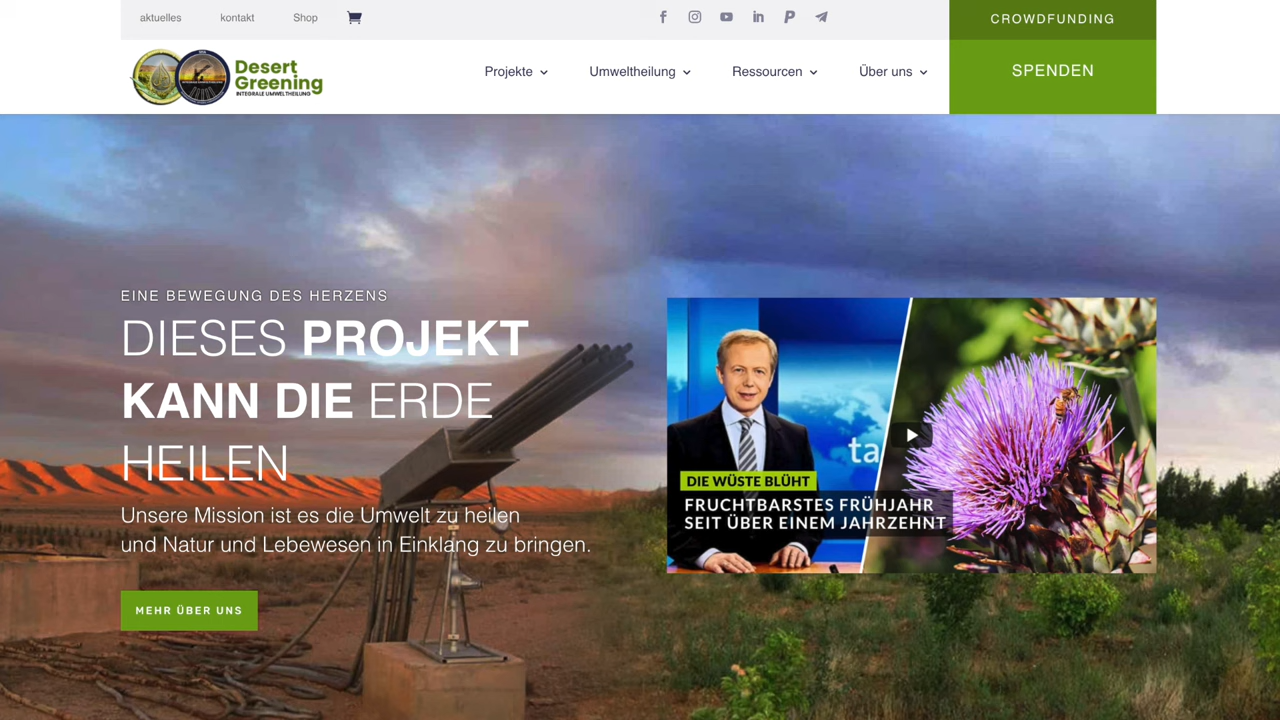 aktuelles
kontakt
Shop
CROWDFUNDING
Desert
Greening
INTEGRALE UMWELTHEILUNG
Projekte
Umweltheilung
Ressourcen
Über uns
SPENDEN
EINE BEWEGUNG DES HERZENS
DIESES PROJEKT
KANN DIE ERDE
HEILEN
Unsere Mission ist es die Umwelt zu heilen
und Natur und Lebewesen in Einklang zu bringen.
MEHR ÜBER UNS
ta
DIE WÜSTE BLÜHT
FRUCHTBARSTES FRÜHJAHR
SEIT ÜBER EINEM JAHRZEHNT